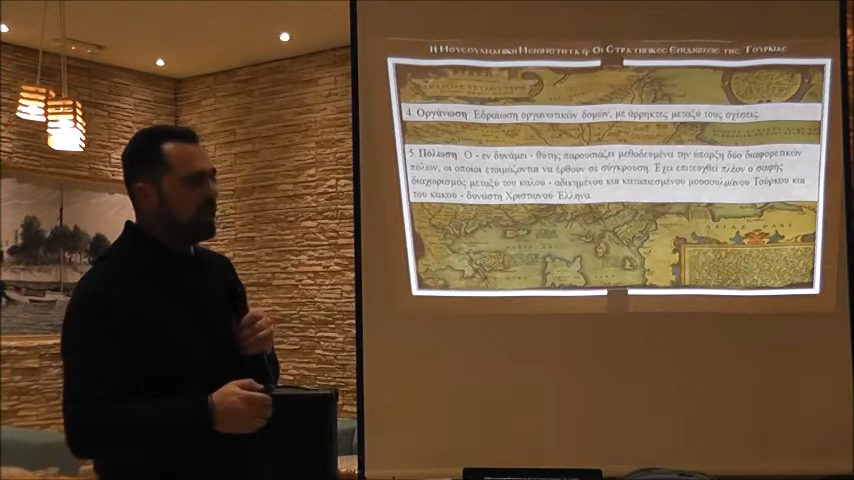 Η Μουσουλμανική Μειονότητα & Οι Στρατηγικές Επιδιώξεις της Τουρκίας
4 Οργάνωση Εδραίωση οργανωτικών δομών, με άρρηκτες μεταξύ τους σχέσεις.
5 Πόλωση Ο - εν δυνάμει - θύτης παρουσιάζει μεθοδευμένα την ύπαρξη δύο διαφορετικών
πόλων, οι οποίοι ετοιμάζονται να έρθουν σε σύγκρουση. Έχει επιτευχθεί πλέον ο σαφής
διαχωρισμός μεταξύ του καλού - αδικημένου και καταπιεσμένου μουσουλμάνου Τούρκου και
του κακού - δυνάστη Χριστιανού Έλληνα.